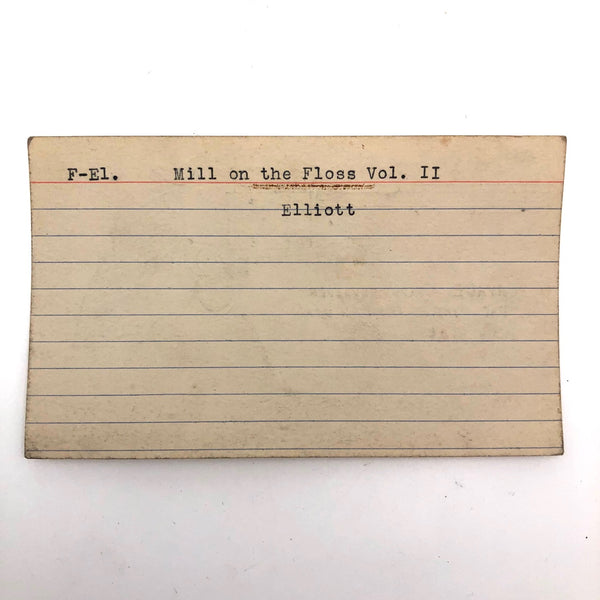 F-El. Mill on the Floss Vol. II
Elliott